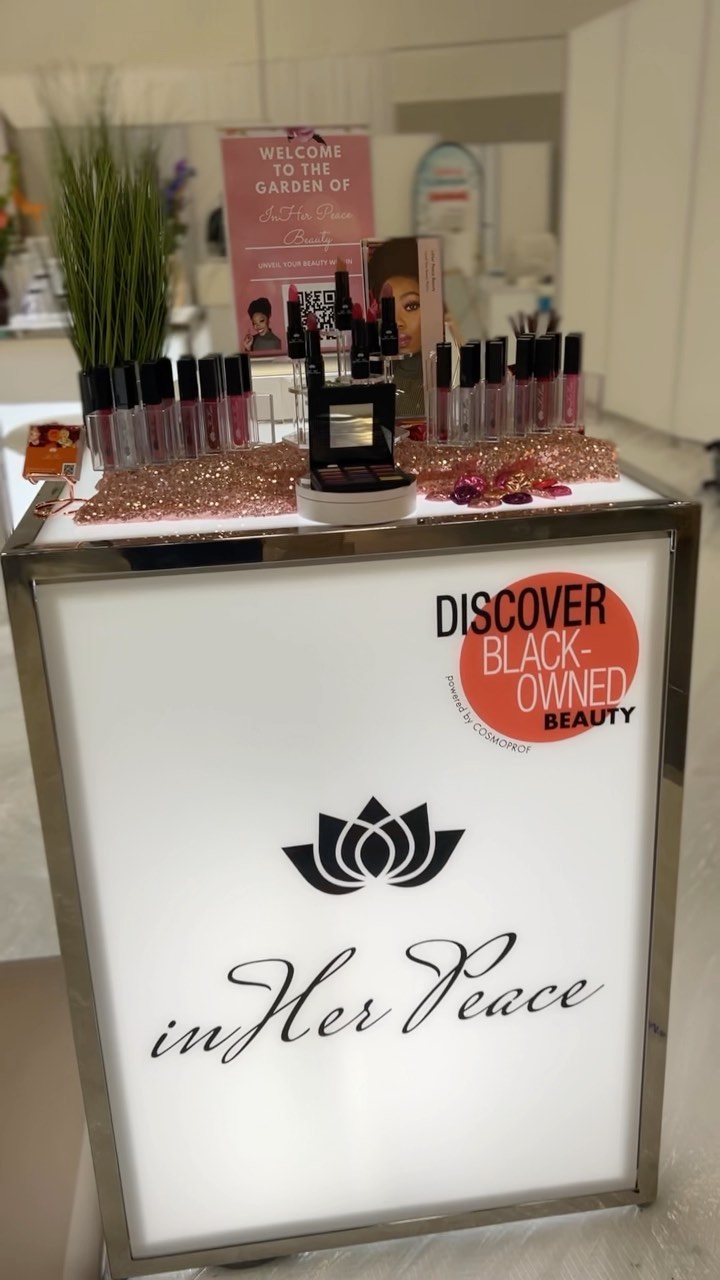 WELCOME
TO THE
GARDEN OF
InHer Peace
Beauty
UNVEIL YOUR BEAUTY WITHIN
DISCOVER
BLACK-
OWNED
BEAUTY
powered by COSMOPROF
inHer Peace